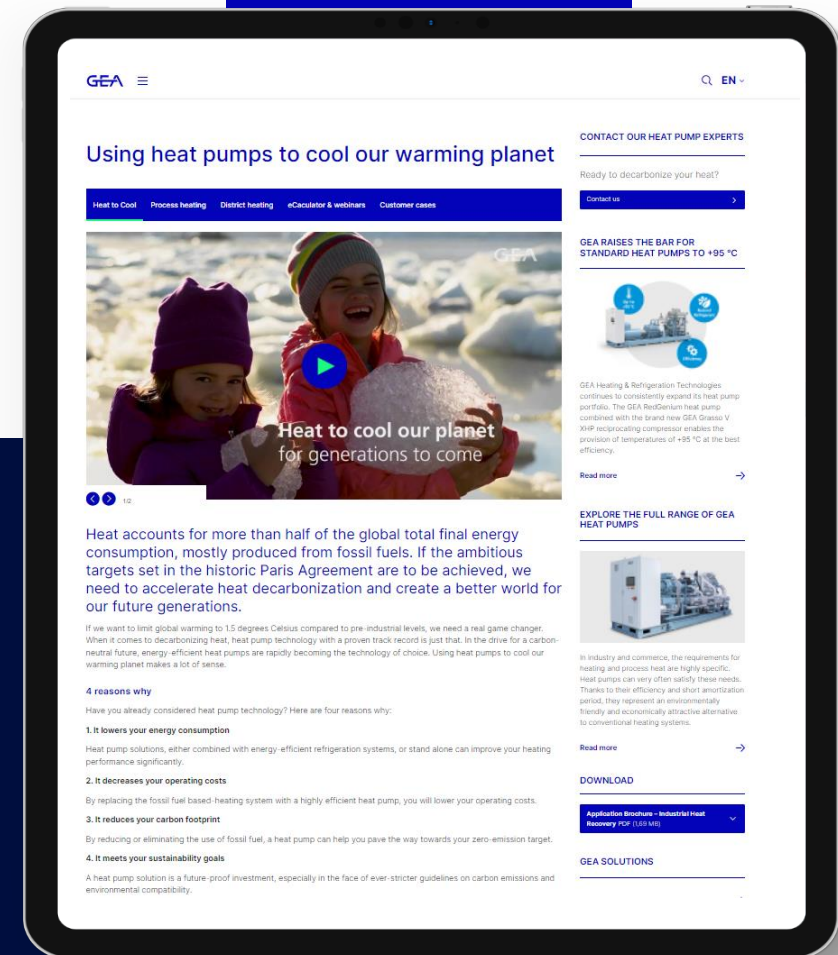 GEA
EN
Using heat pumps to cool our warming planet
Heat to Cool Process heating District heating eCaculator & webinars Customer cases
GEA
Heat to cool our planet
for generations to come
1/2
Heat accounts for more than half of the global total final energy
consumption, mostly produced from fossil fuels. If the ambitious
targets set in the historic Paris Agreement are to be achieved, we
need to accelerate heat decarbonization and create a better world for
our future generations.
If we want to limit global warming to 1.5 degrees Celsius compared to pre-industrial levels, we need a real game changer.
When it comes to decarbonizing heat, heat pump technology with a proven track record is just that. In the drive for a carbon-
neutral future, energy-efficient heat pumps are rapidly becoming the technology of choice. Using heat pumps to cool our
warming planet makes a lot of sense.
4 reasons why
Have you already considered heat pump technology? Here are four reasons why:
1. It lowers your energy consumption
Heat pump solutions, either combined with energy-efficient refrigeration systems, or stand alone can improve your heating
performance significantly.
2. It decreases your operating costs
By replacing the fossil fuel based-heating system with a highly efficient heat pump, you will lower your operating costs.
3. It reduces your carbon footprint
By reducing or eliminating the use of fossil fuel, a heat pump can help you pave the way towards your zero-emission target.
4. It meets your sustainability goals
A heat pump solution is a future-proof investment, especially in the face of ever-stricter guidelines on carbon emissions and
environmental compatibility.
CONTACT OUR HEAT PUMP EXPERTS
Ready to decarbonize your heat?
Contact us
GEA RAISES THE BAR FOR
STANDARD HEAT PUMPS TO +95 °C
Efficiency
GEA Heating & Refrigeration Technologies
continues to consistently expand its heat pump
portfolio. The GEA RedGenium heat pump
combined with the brand new GEA Grasso V
XHP reciprocating compressor enables the
provision of temperatures of +95 °C at the best
efficiency.
Read more
EXPLORE THE FULL RANGE OF GEA
HEAT PUMPS
In industry and commerce, the requirements for
heating and process heat are highly specific.
Heat pumps can very often satisfy these needs.
Thanks to their efficiency and short amortization
period, they represent an environmentally
friendly and economically attractive alternative
to conventional heating systems.
Read more
DOWNLOAD
Application Brochure – Industrial Heat
Recovery PDF (1,69 MB)
GEA SOLUTIONS